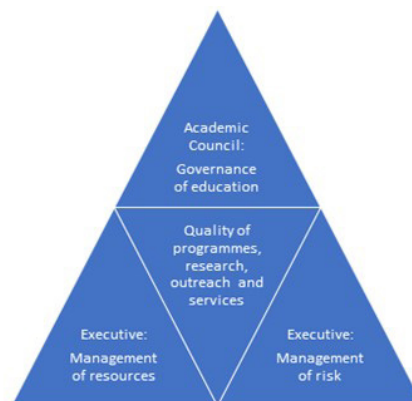 Academic
Council:
Governance
of education
Quality of
programmes,
research,
outreach and
services
Executive:
Management
of resources
Executive:
Management
of risk